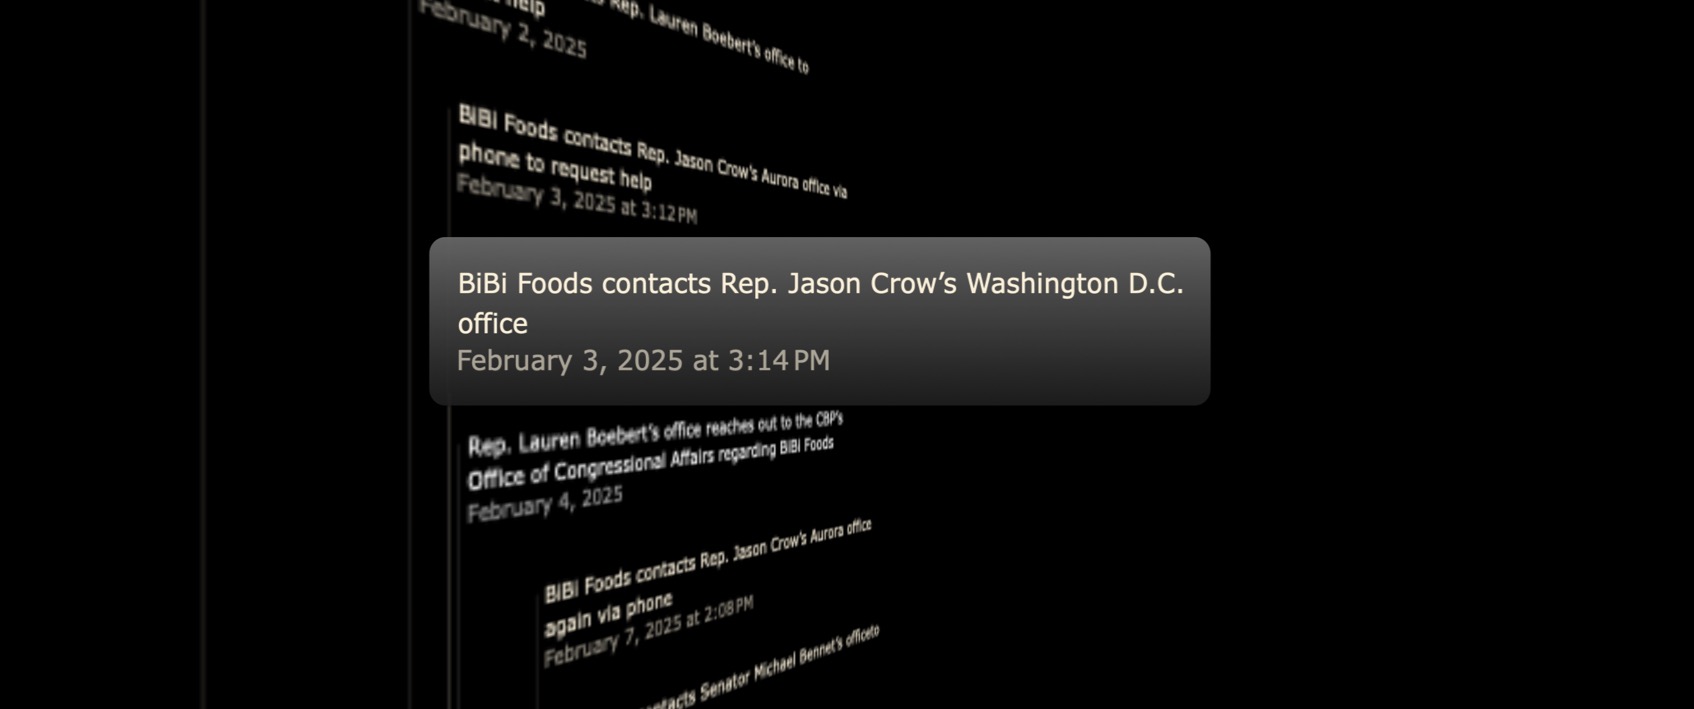 help
Rep. Lauren Boebert's office to
February 2, 2025
BiBi Foods contacts Rep. Jason Crow's Aurora office via
phone to request help
February 3, 2025 at 3:12 PM
BiBi Foods contacts Rep. Jason Crow’s Washington D.C.
office
February 3, 2025 at 3:14 PM
Rep. Lauren Boebert's office reaches out to the CBP's
Office of Congressional Affairs regarding BiBi Foods
February 4, 2025
BiBi Foods contacts Rep. Jason Crow's Aurora office
again via phone
February 7, 2025 at 2:08 PM
Senator Michael Bennet's officeto